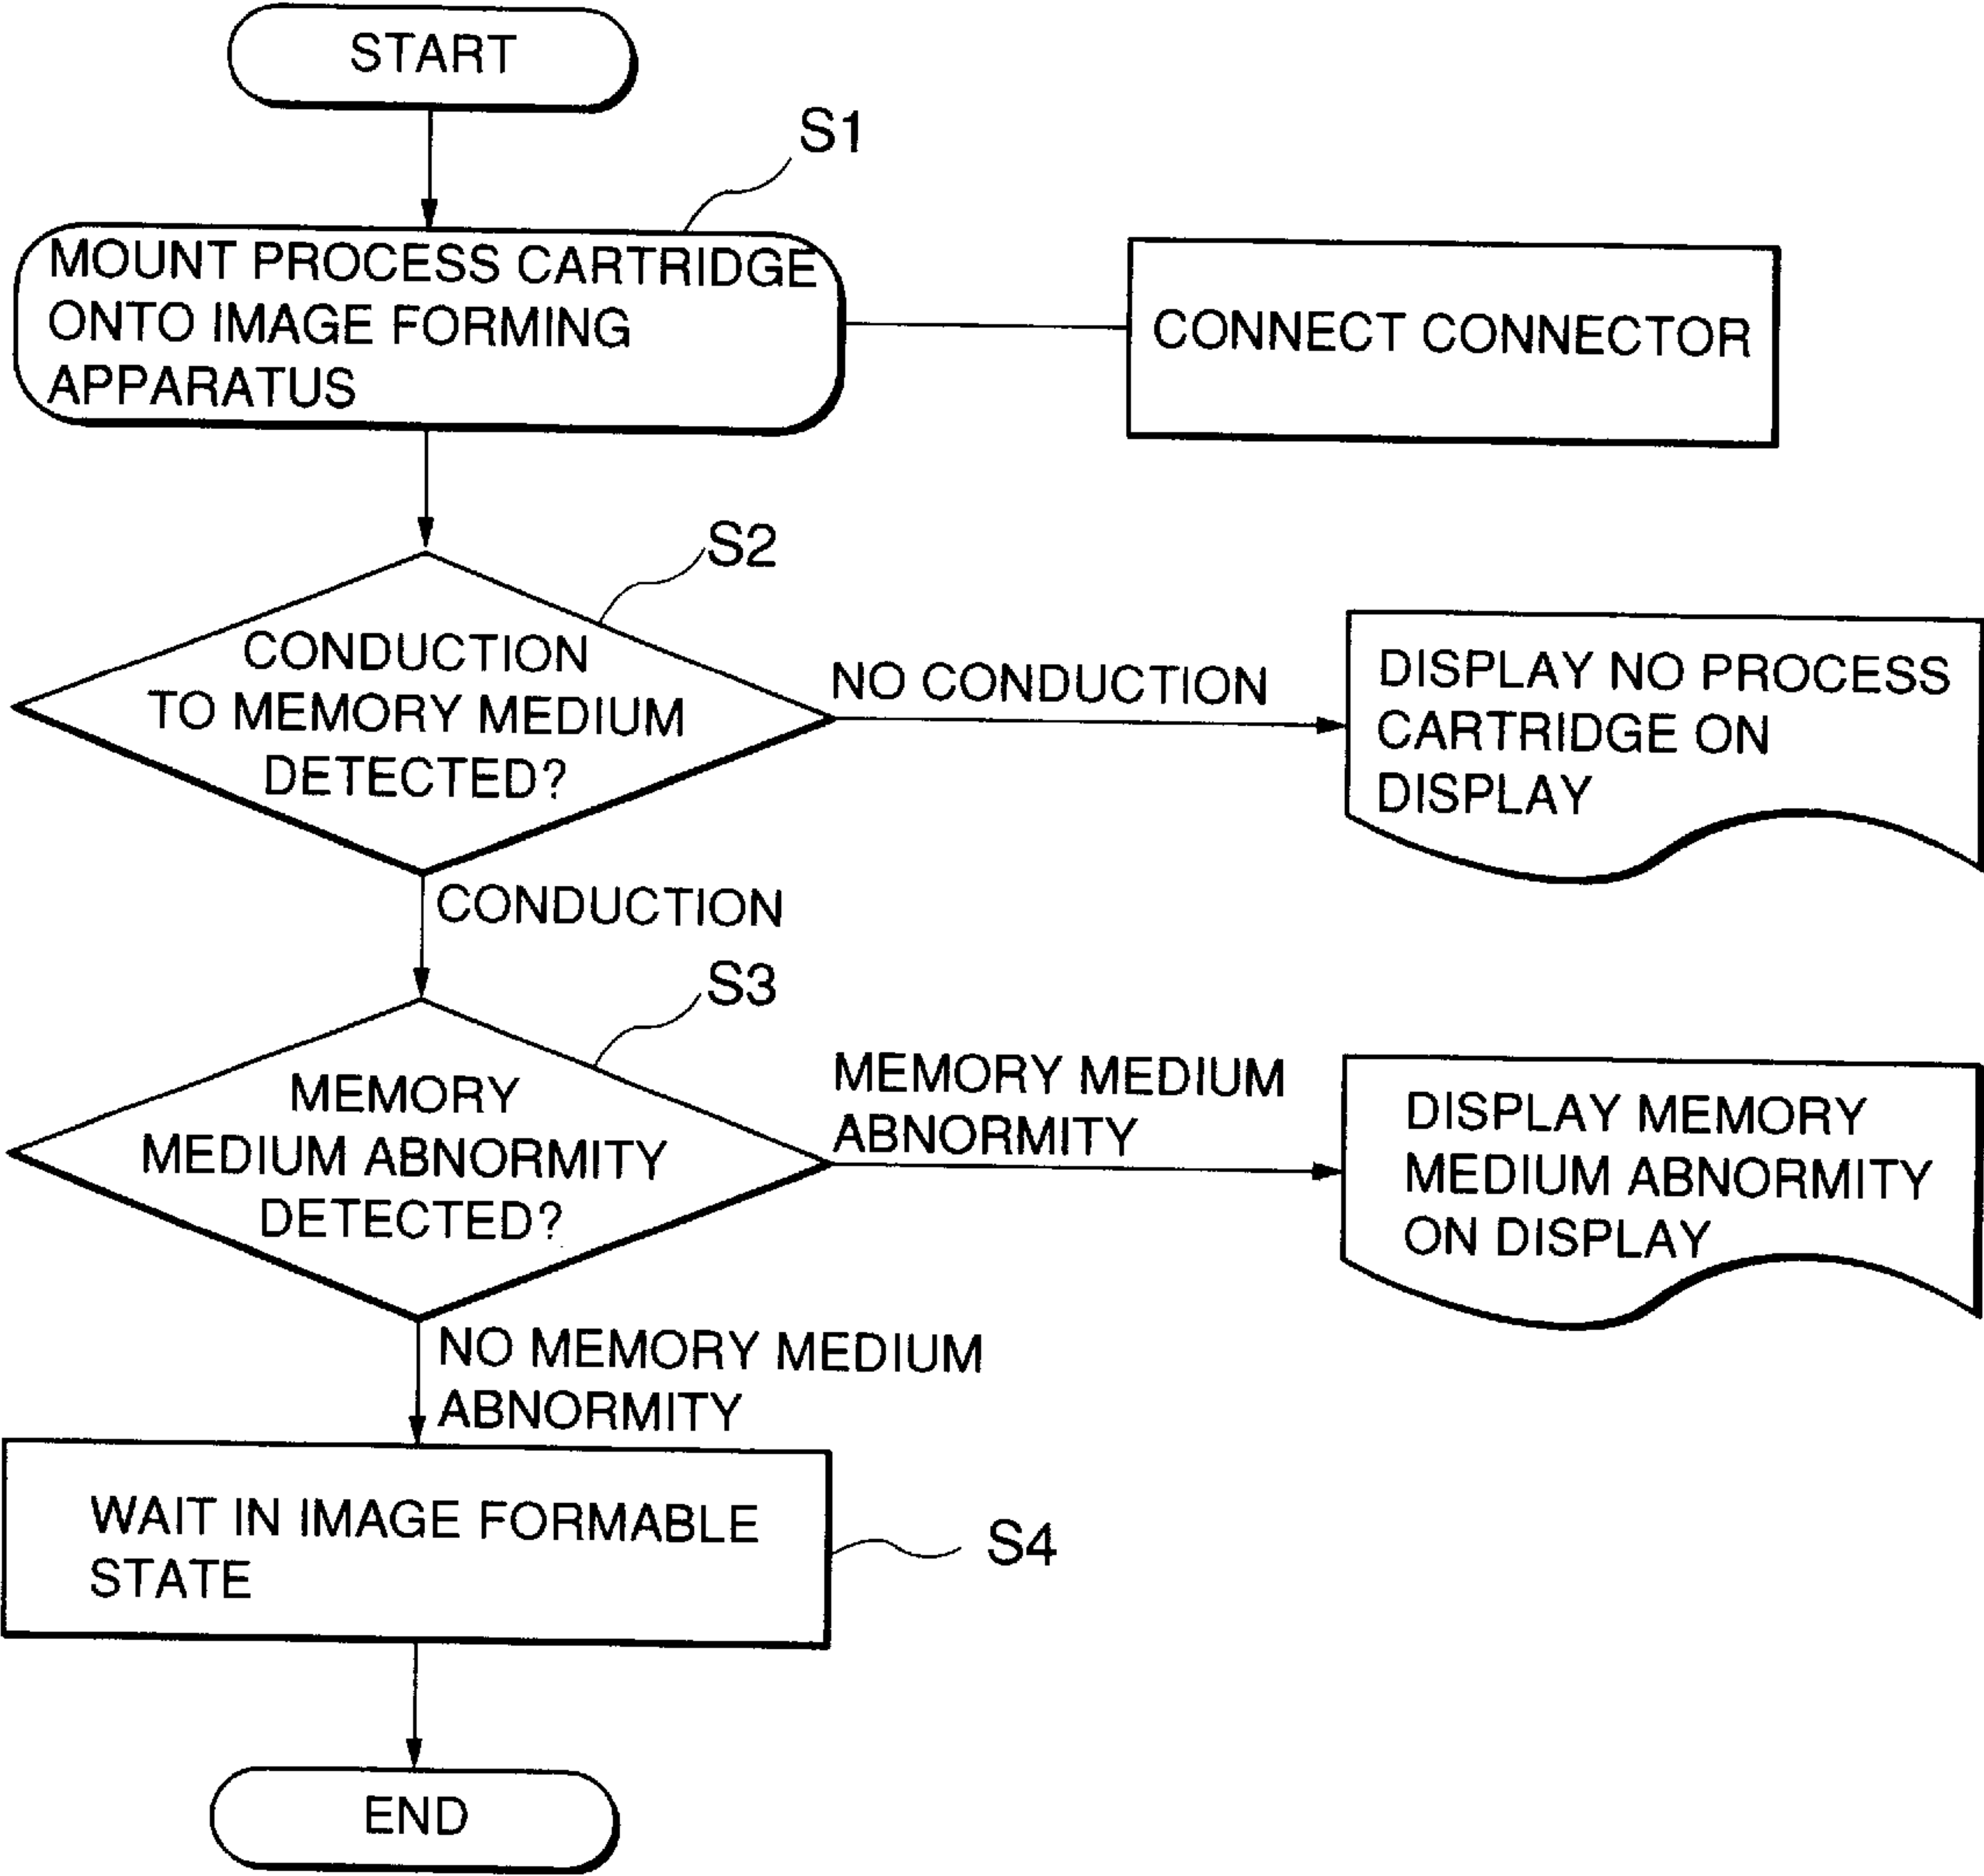 START
S1
MOUNT PROCESS CARTRIDGE
ONTO IMAGE FORMING
APPARATUS
CONNECT CONNECTOR
S2
CONDUCTION
TO MEMORY MEDIUM
DETECTED?
NO CONDUCTION
DISPLAY NO PROCESS
CARTRIDGE ON
DISPLAY
CONDUCTION
S3
MEMORY
MEDIUM ABNORMITY
DETECTED?
MEMORY MEDIUM
ABNORMITY
DISPLAY MEMORY
MEDIUM ABNORMITY
ON DISPLAY
NO MEMORY MEDIUM
ABNORMITY
WAIT IN IMAGE FORMABLE
STATE
S4
END